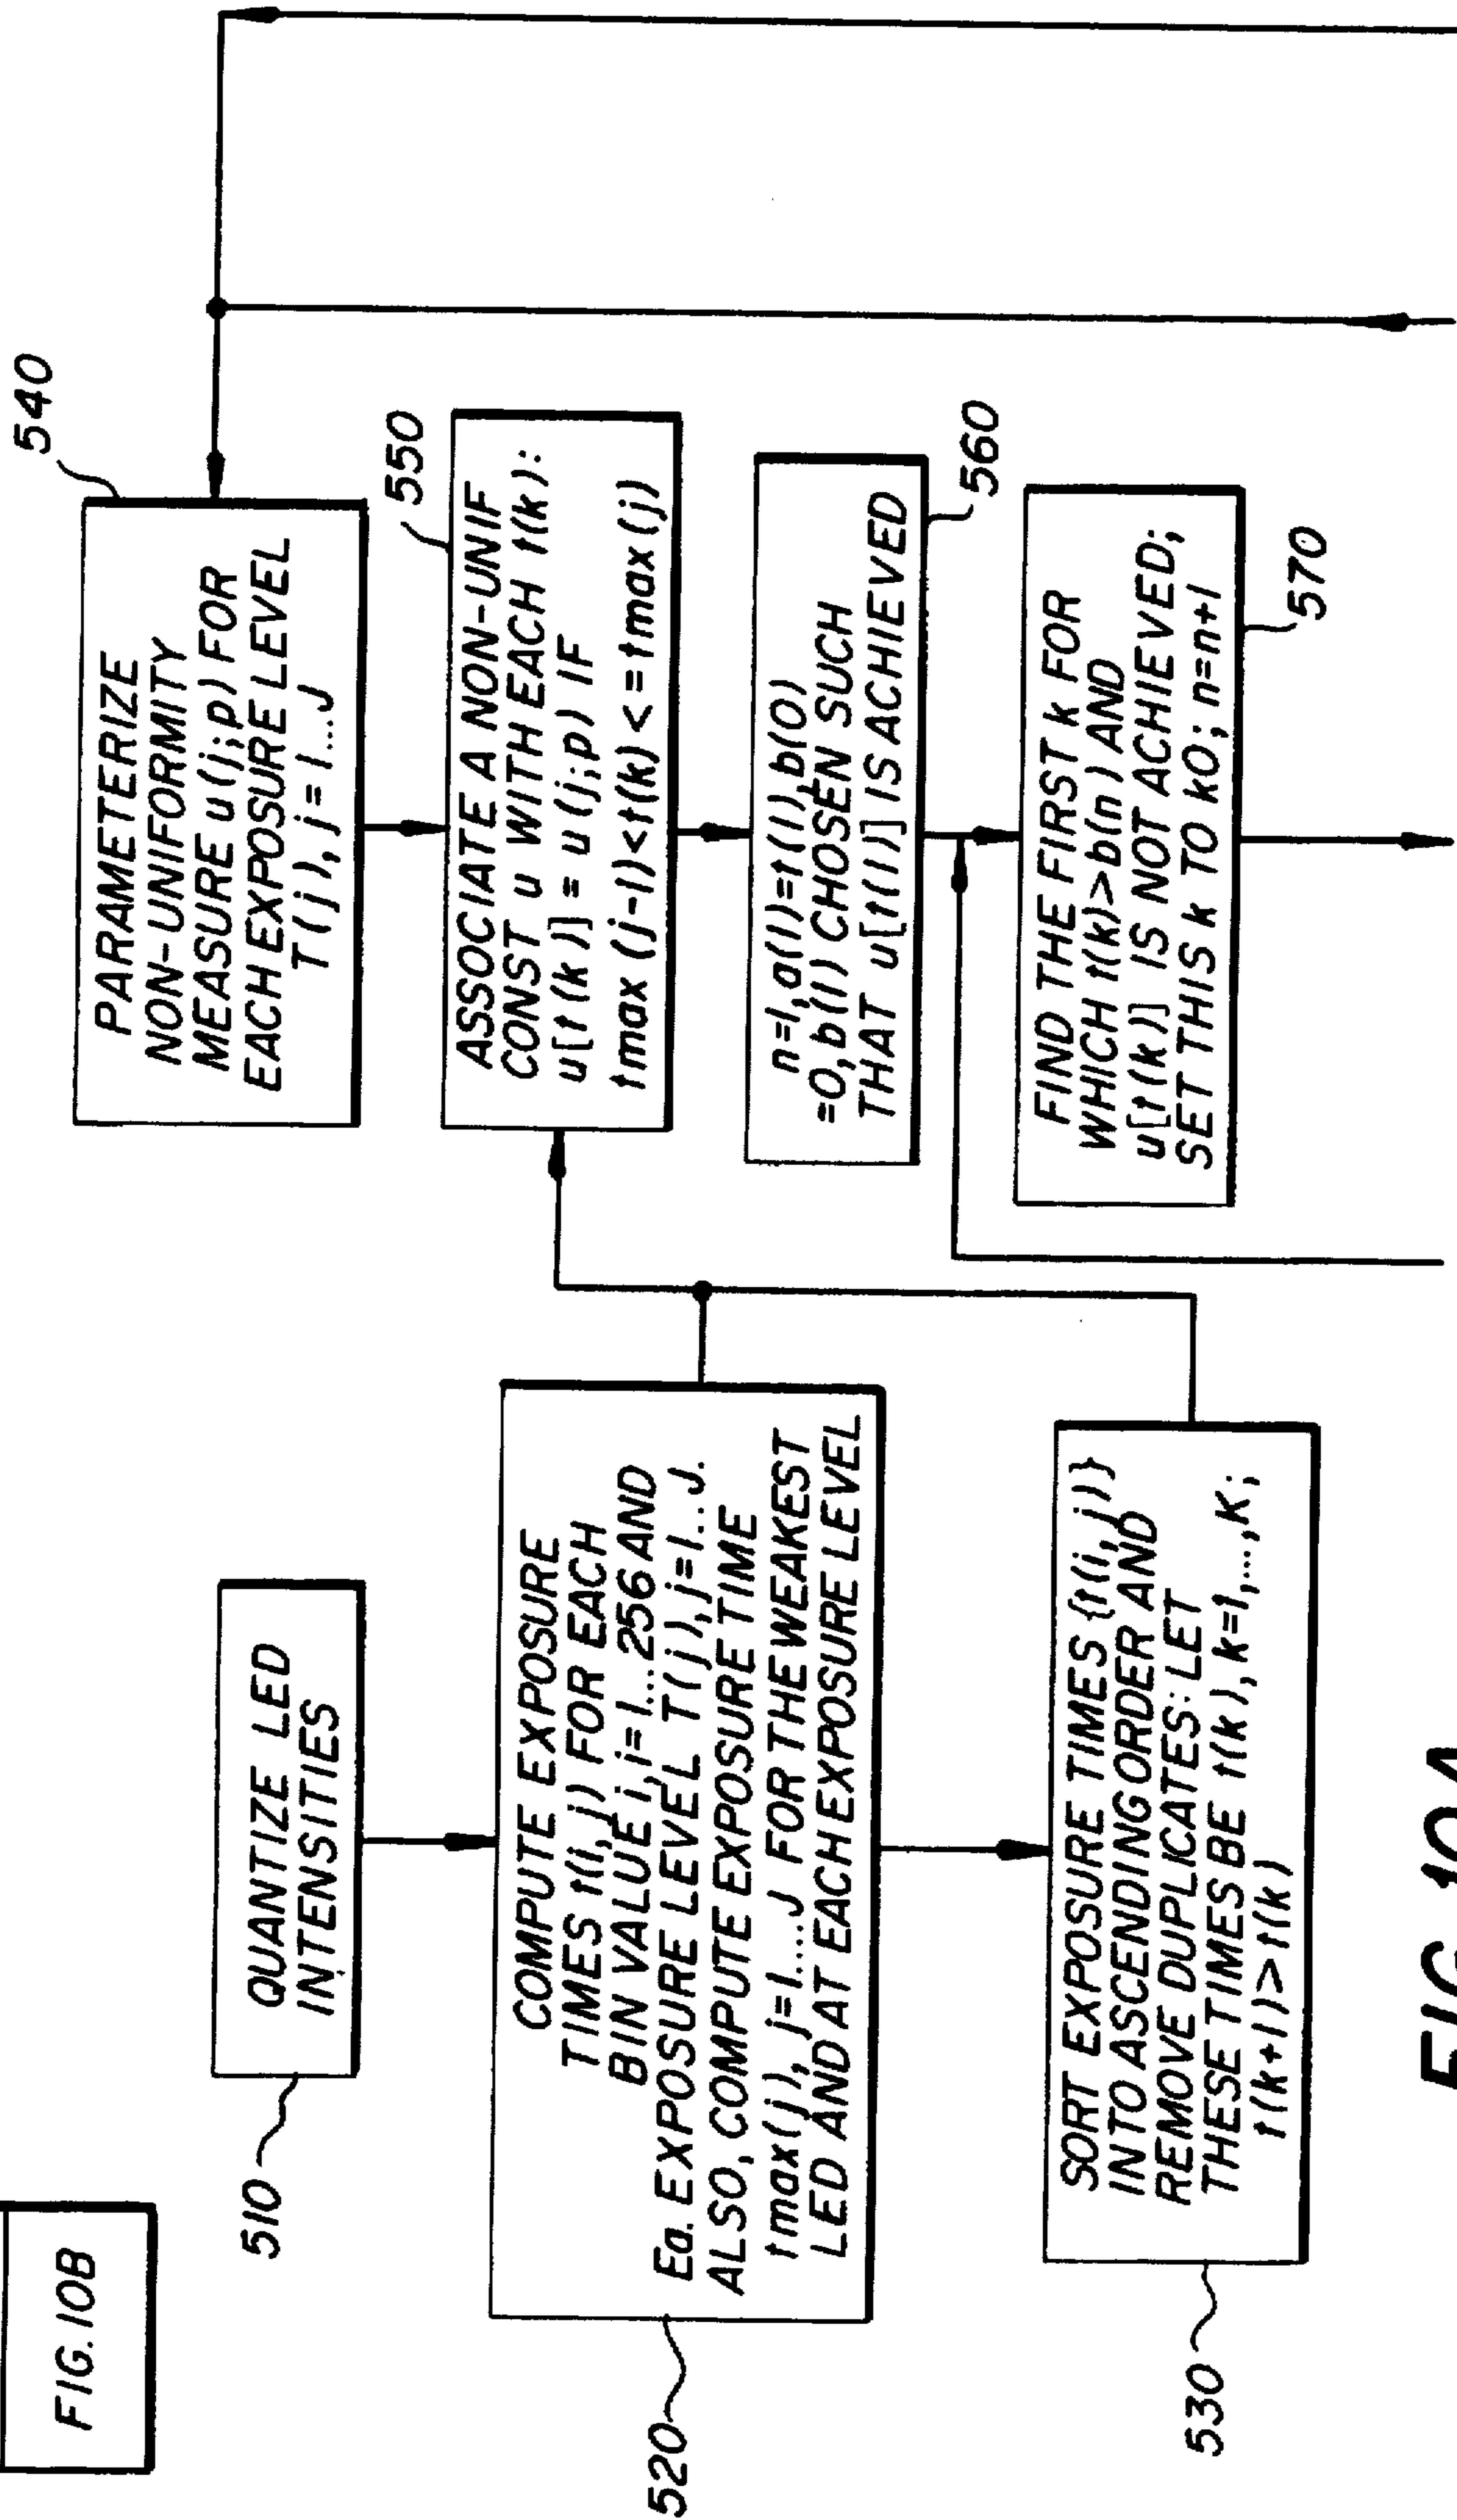 FIG.10B
510
QUANTIZE LED
INTENSITIES
520
COMPUTE EXPOSURE
TIMES t(i,j) FOR EACH
BIN VALUE i, i=1...256 AND
Ea. EXPOSURE LEVEL T(j), j=1...J.
ALSO, COMPUTE EXPOSURE TIME
tmax(j), j=1....J FOR THE WEAKEST
LED AND AT EACH EXPOSURE LEVEL
530
SORT EXPOSURE TIMES {t(i,j)}
INTO ASCENDING ORDER AND
REMOVE DUPLICATES: LET
THESE TIMES BE t(k), k=1,...,K;
t(k+1)>t(k)
540
PARAMETERIZE
NON-UNIFORMITY
MEASURE u(j;p) FOR
EACH EXPOSURE LEVEL
T(j), j=1...J
550
ASSOCIATE A NON-UNIF
CONST u WITH EACH t(k):
u[t(k)] = u(j;p) IF
tmax(j-1)<t(k)<=tmax(j)
560
n=1, a(1)=t(1) b(0)
=0, b(1) CHOSEN SUCH
THAT u[t(1)] IS ACHIEVED
570
FIND THE FIRST k FOR
WHICH t(k)>b(n) AND
u[t(k)] IS NOT ACHIEVED;
SET THIS k TO k0; n=n+1